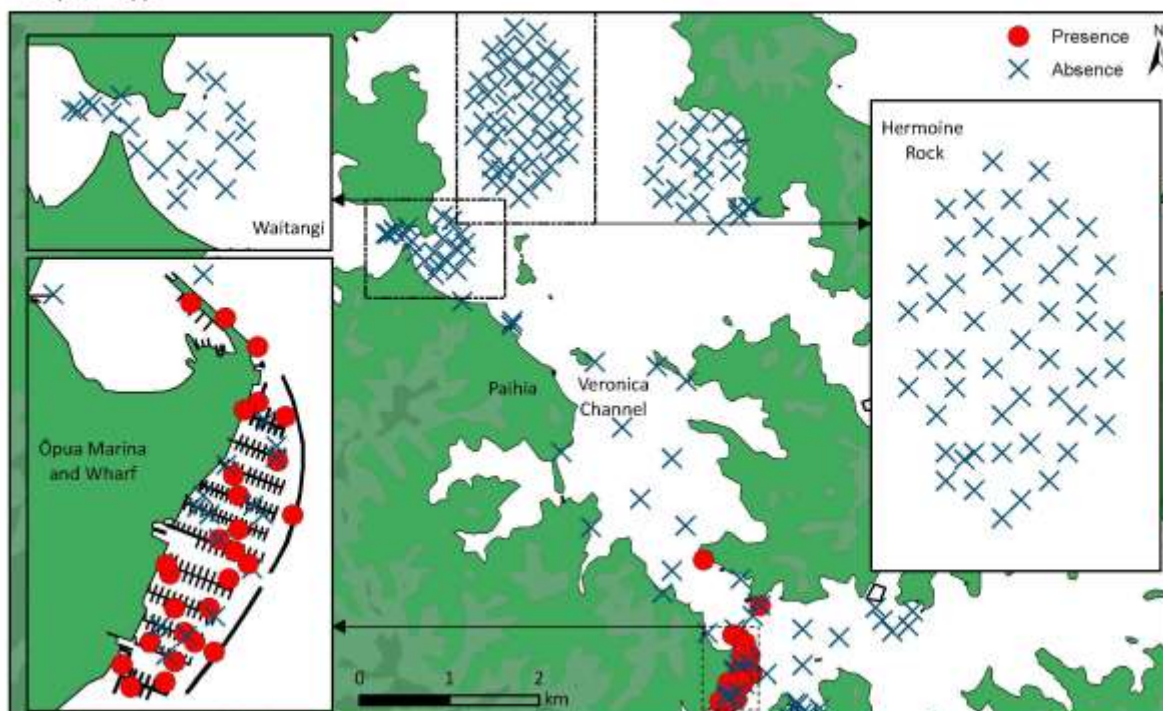 Presence
Absence
N
Hermoine
Rock
Waitangi
Paihia
Veronica
Channel
Ōpua Marina
and Wharf
0 1 2
km